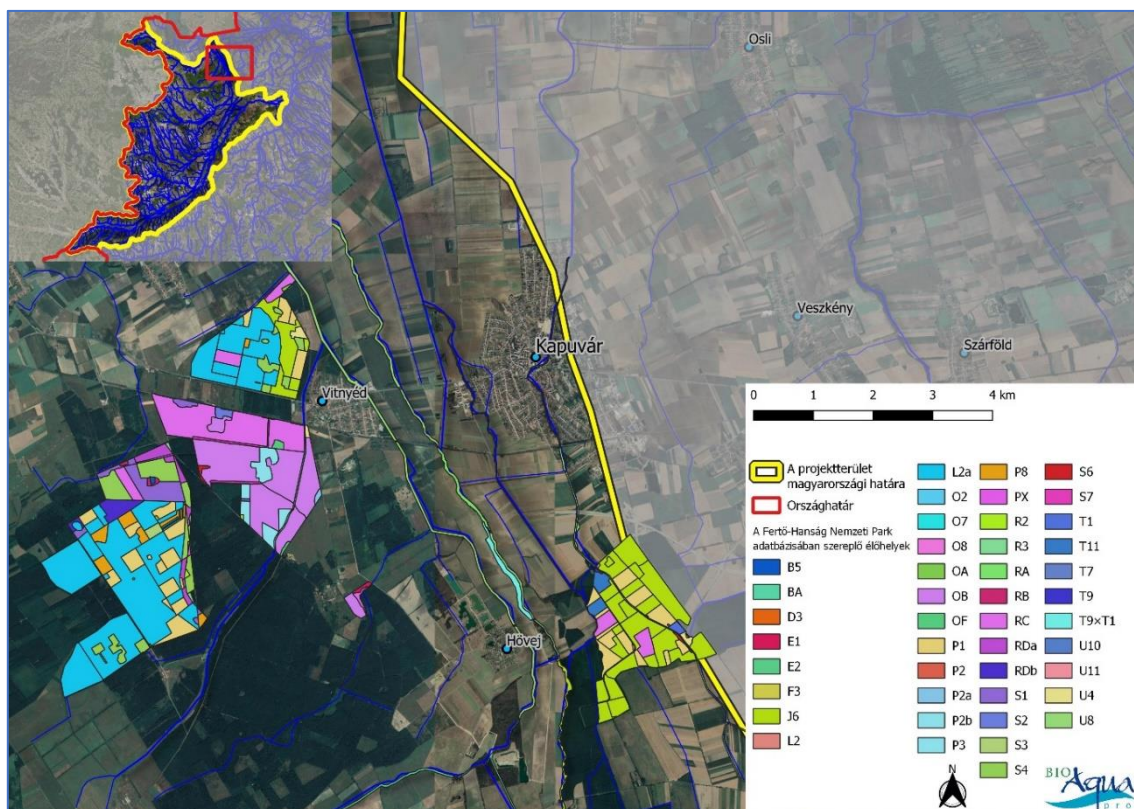 Osli
Veszkény
Szárföld
Kapuvár
Vitnyéd
Hövej
0 1 2 3 4 km
A projektterület
magyarországi határa
Országhatár
A Fertő-Hanság Nemzeti Park
adatbázisában szereplő élőhelyek
B5
BA
D3
E1
E2
F3
J6
L2
L2a
O2
O7
O8
OA
OB
OF
P1
P2
P2a
P2b
P3
P8
PX
R2
R3
RA
RB
RC
RDa
RDb
S1
S2
S3
S4
S6
S7
T1
T11
T7
T9
T9×T1
U10
U11
U4
U8
N
BIO
Aqua
pro